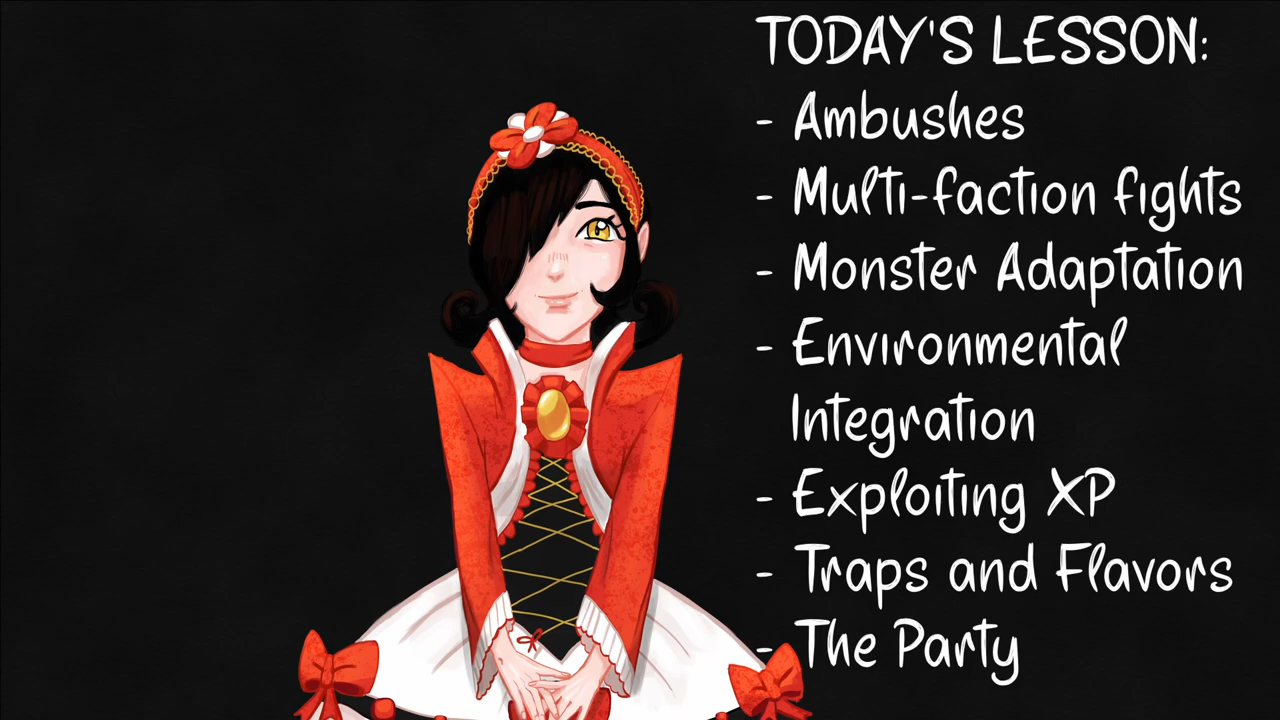 TODAY'S LESSON:
- Ambushes
- Multi-faction fights
- Monster Adaptation
- Environmental
Integration
- Exploiting XP
- Traps and Flavors
- The Party